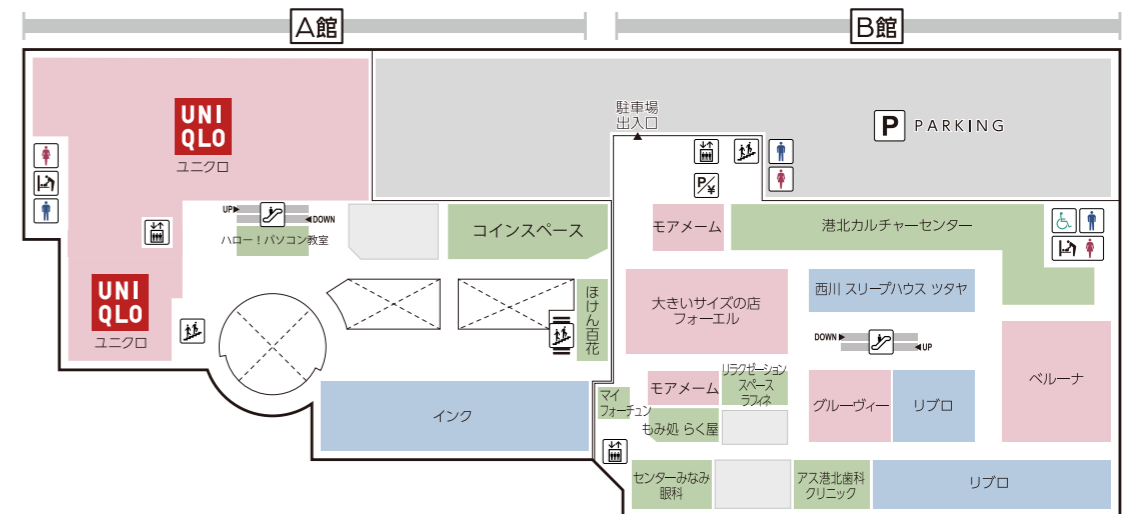 A館
B館
UNI
QLO
ユニクロ
駐車場
出入口
P PARKING
P/¥
UP
DOWN
ハロー！パソコン教室
コインスペース
モアメーム
港北カルチャーセンター
UNI
QLO
ユニクロ
ほけん百花
大きいサイズの店
フォーエル
西川 スリープハウス ツタヤ
DOWN
UP
インク
マイ
フォーチュン
モアメーム
リラクゼーション
スペース
ラフィネ
もみ処 らく屋
グルーヴィー
リブロ
ベルーナ
センターみなみ
眼科
アス港北歯科
クリニック
リブロ